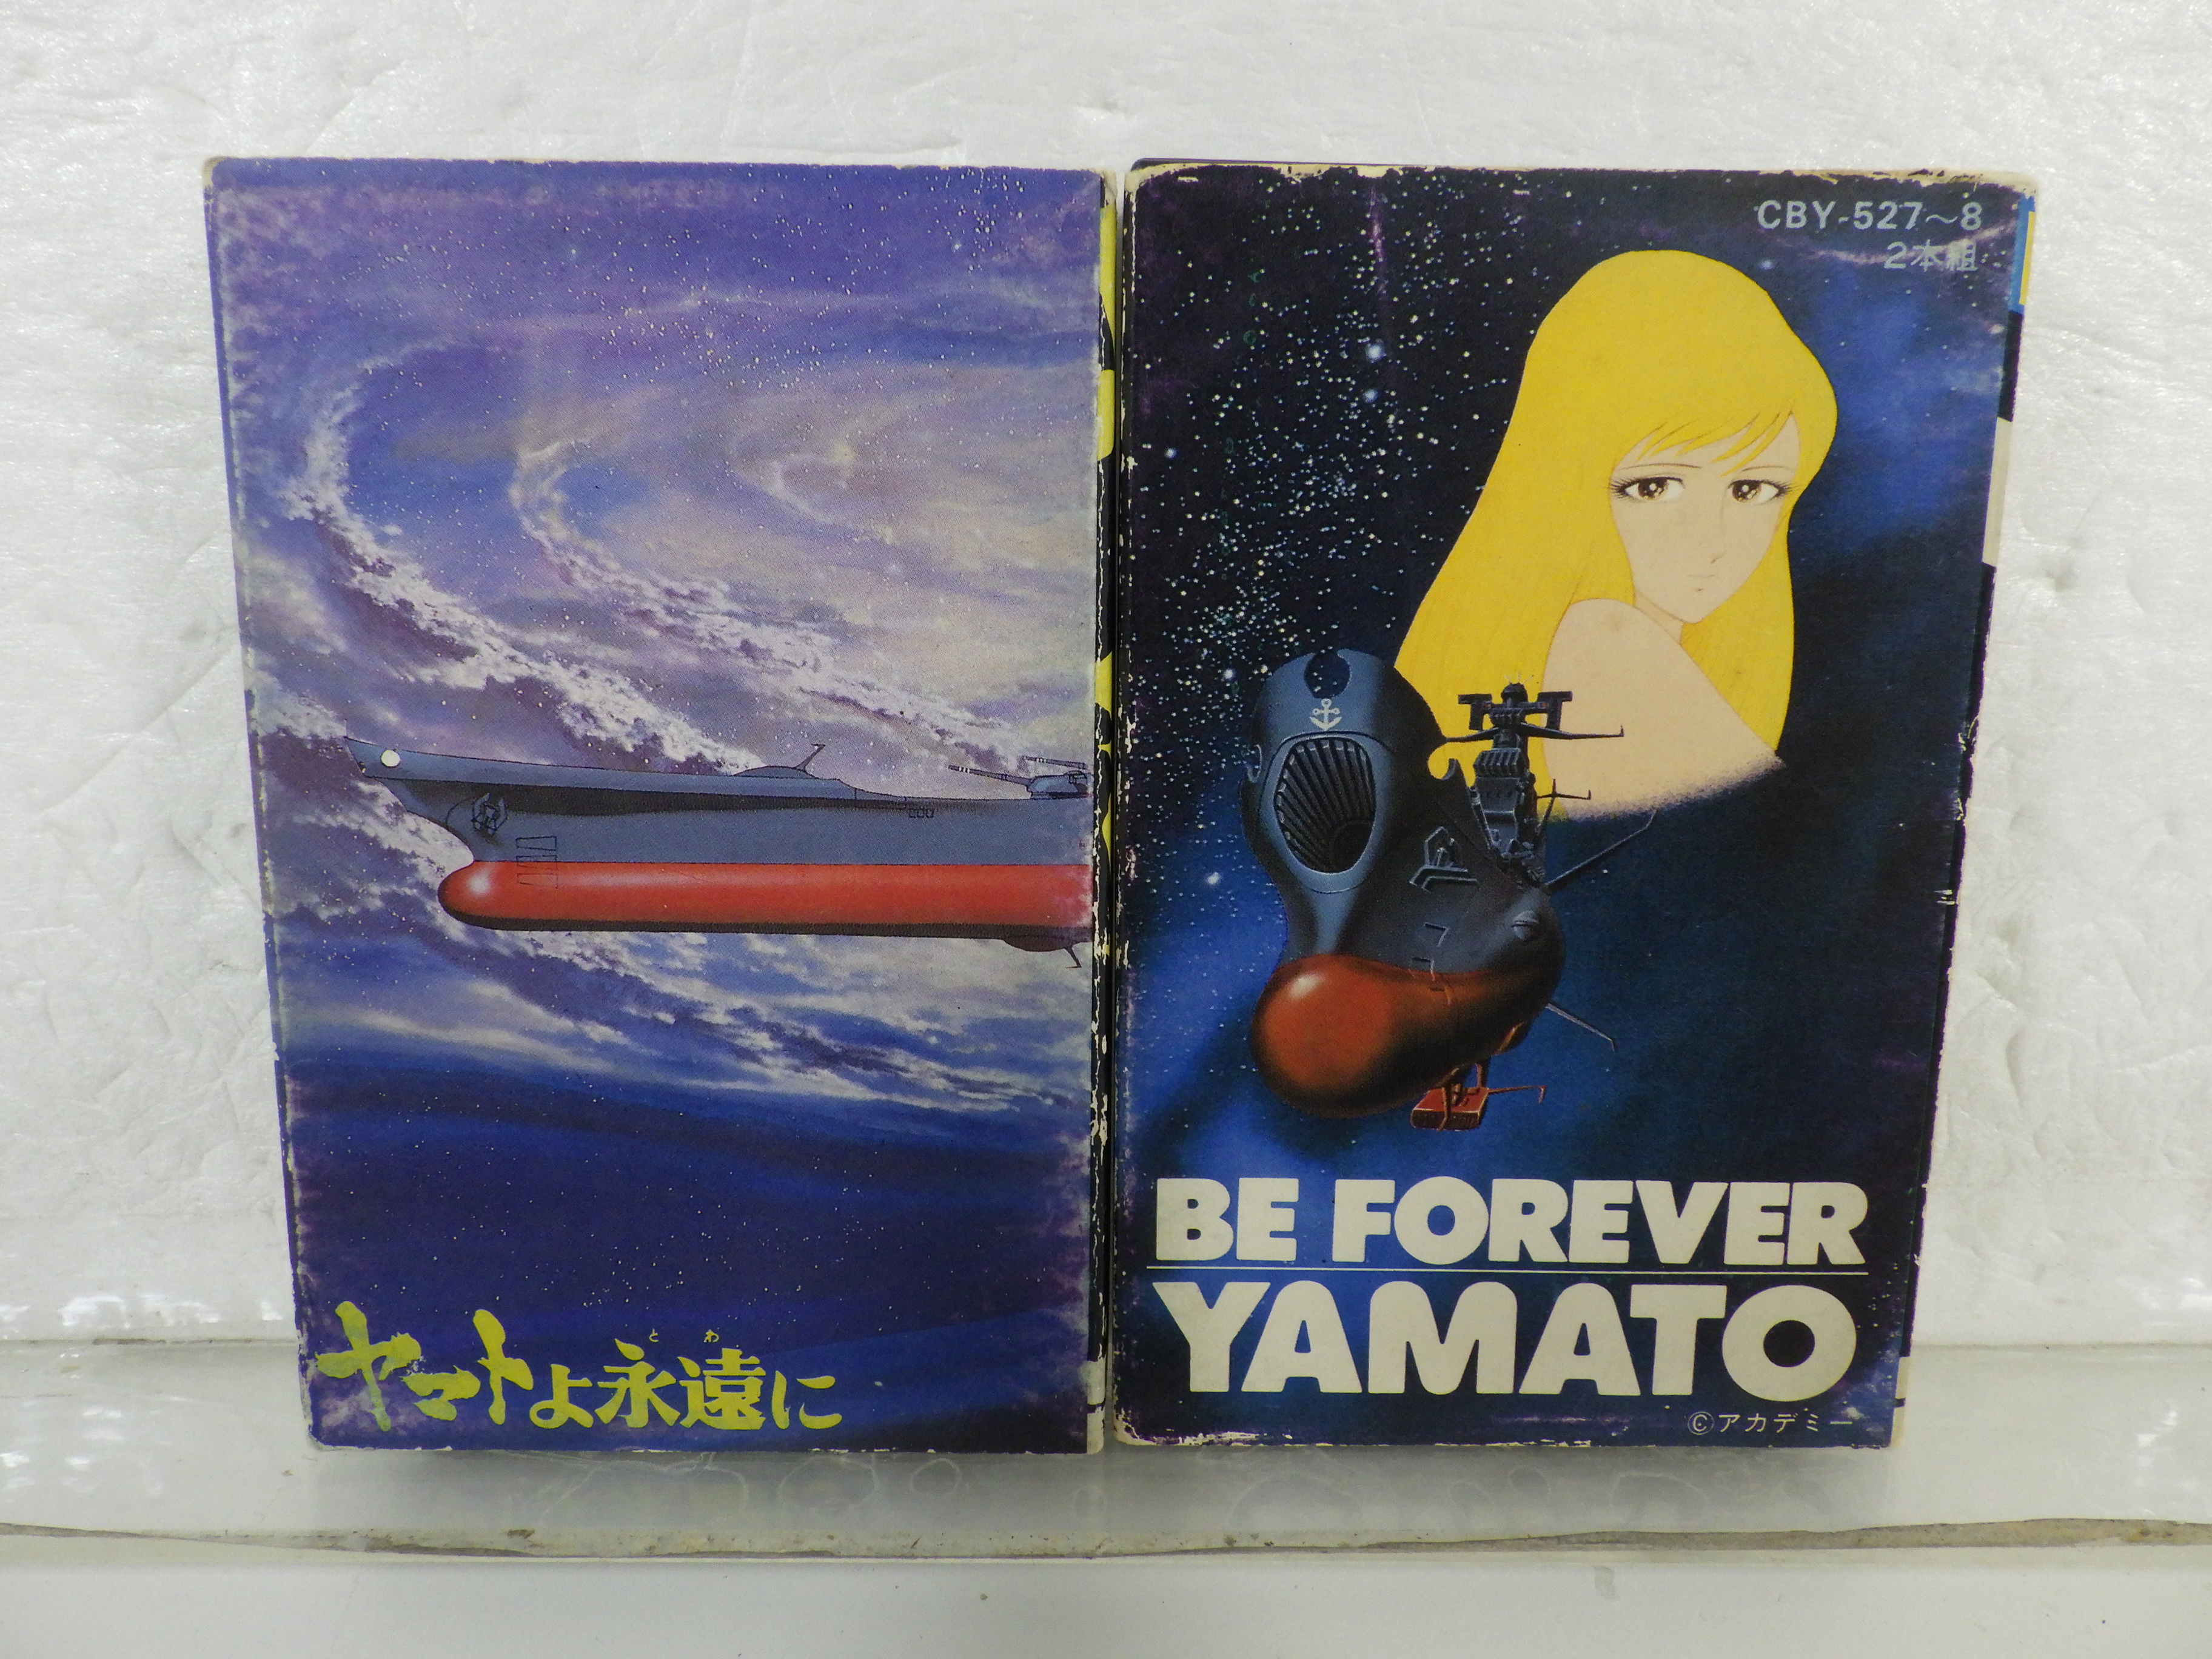 とわ
ヤマトよ永遠に
CBY-527～8
2本組
BE FOREVER
YAMATO
©アカデミー